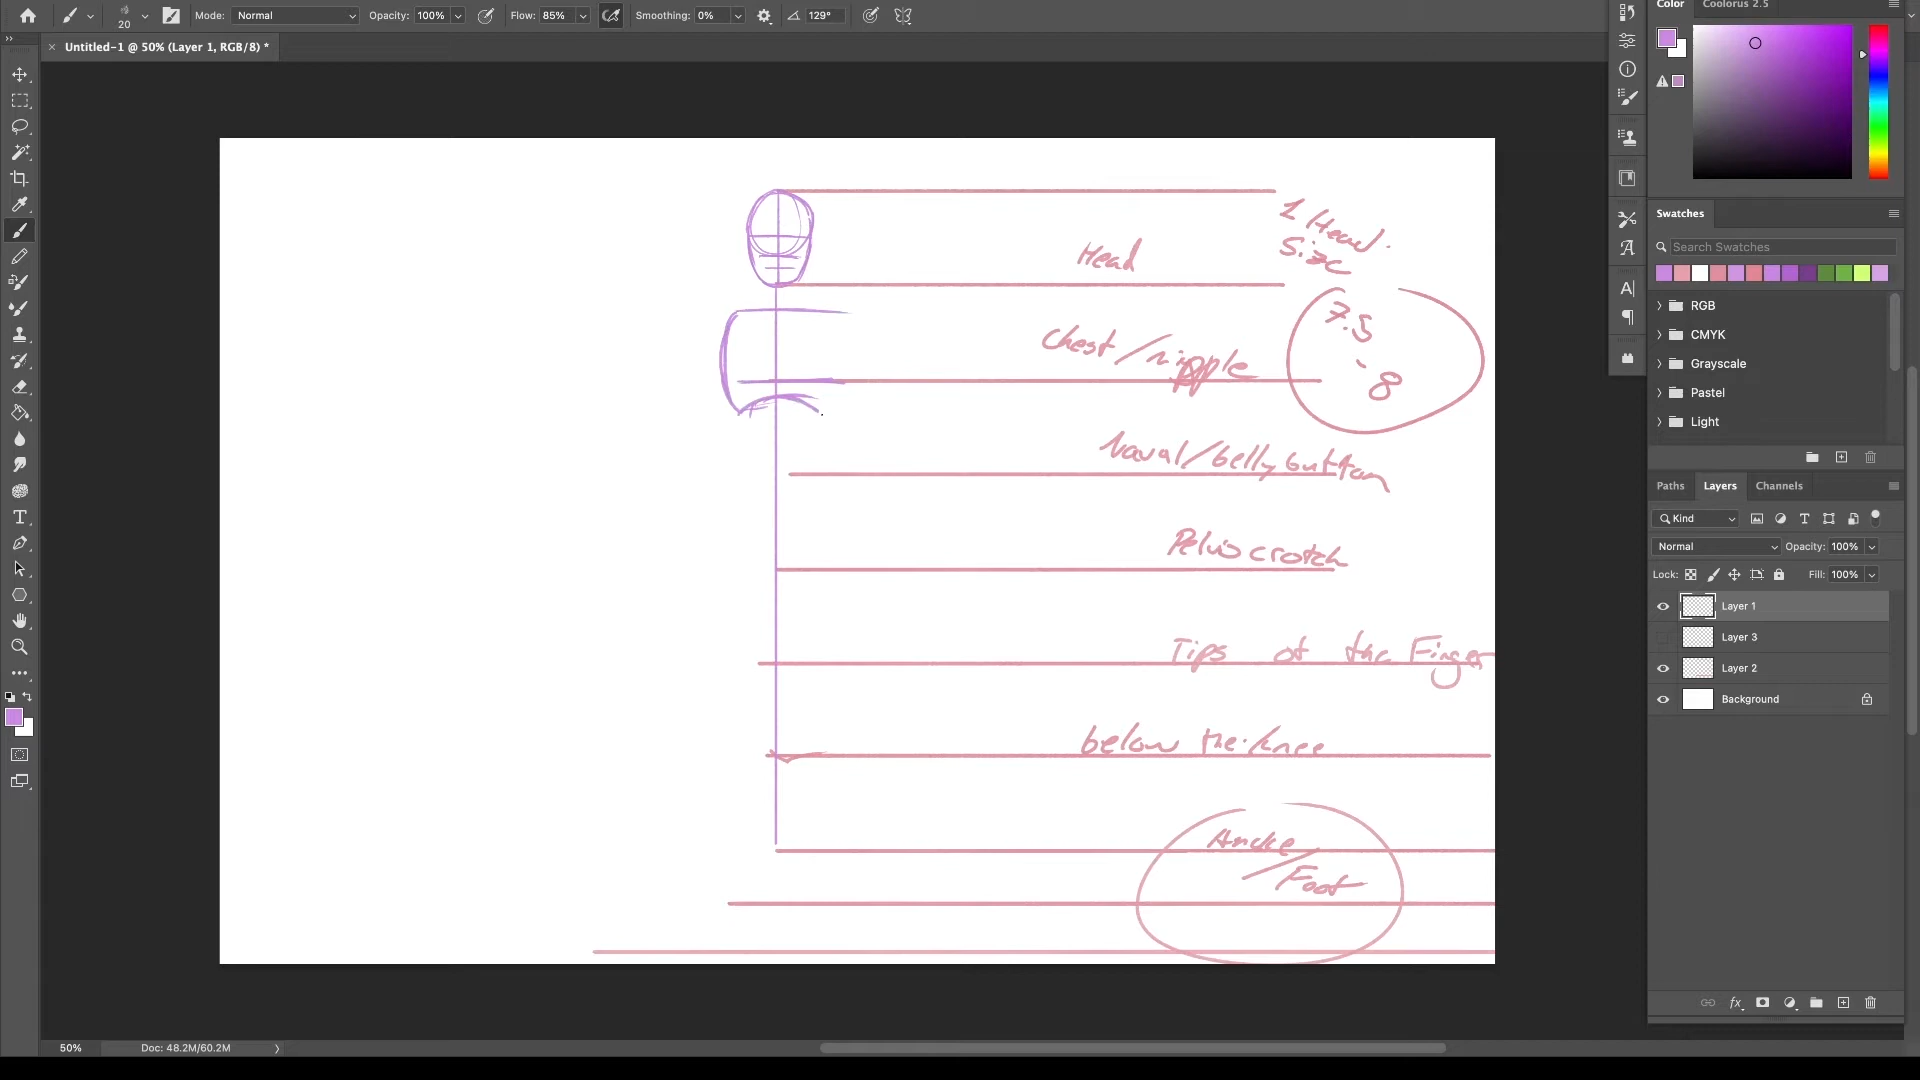 20
Mode: Normal
Opacity: 100%
Flow: 85%
Smoothing: 0%
129°
Untitled-1 @ 50% (Layer 1, RGB/8) *
1 Head
Size
Head
7.5
- 8
Chest/nipple
Naval/belly button
Pelvis crotch
Tips of the Finger
below the knee
Ancke
/Foot
50%
Doc: 48.2M/60.2M
Color
Coolorus 2.5
Swatches
Search Swatches
RGB
CMYK
Grayscale
Pastel
Light
Paths
Layers
Channels
Kind
Normal
Opacity: 100%
Lock:
Fill: 100%
Layer 1
Layer 3
Layer 2
Background